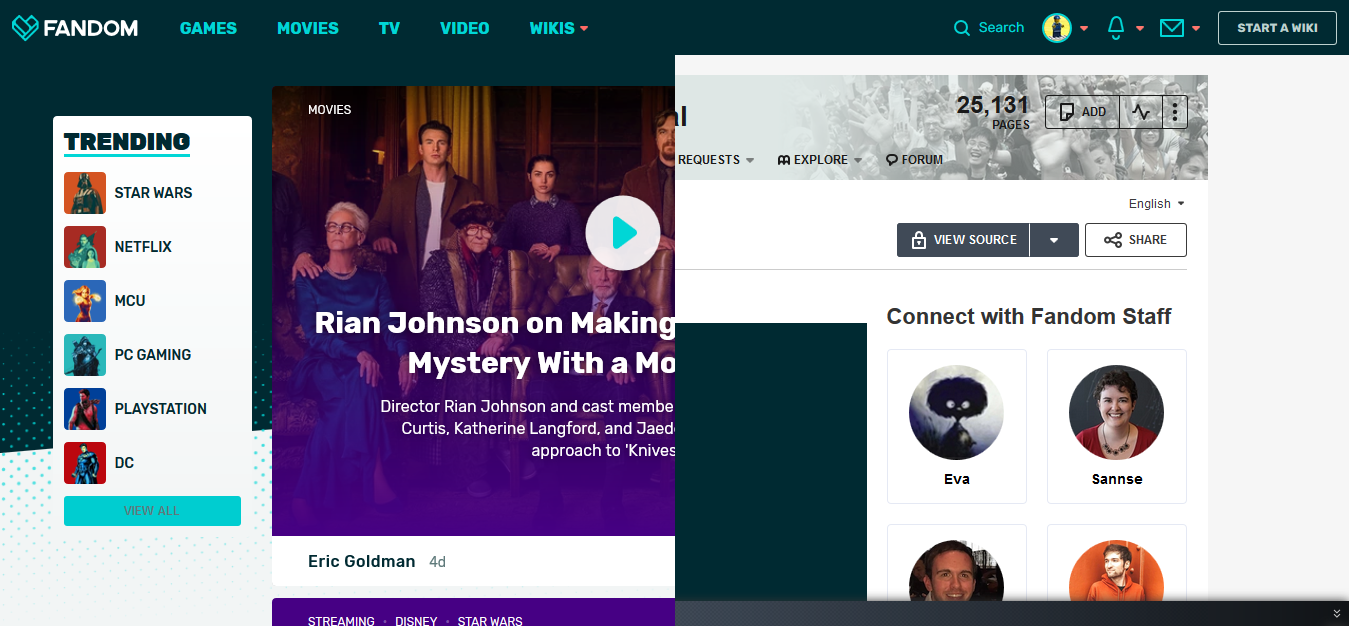 FANDOM
GAMES
MOVIES
TV
VIDEO
WIKIS
Search
START A WIKI
TRENDING
STAR WARS
NETFLIX
MCU
PC GAMING
PLAYSTATION
DC
VIEW ALL
MOVIES
Rian Johnson on Making
Mystery With a Mo
Director Rian Johnson and cast membe
Curtis, Katherine Langford, and Jaed
approach to 'Knives
Eric Goldman 4d
STREAMING • DISNEY • STAR WARS
al
25,131
PAGES
ADD
REQUESTS
EXPLORE
FORUM
English
VIEW SOURCE
SHARE
Connect with Fandom Staff
Eva
Sannse